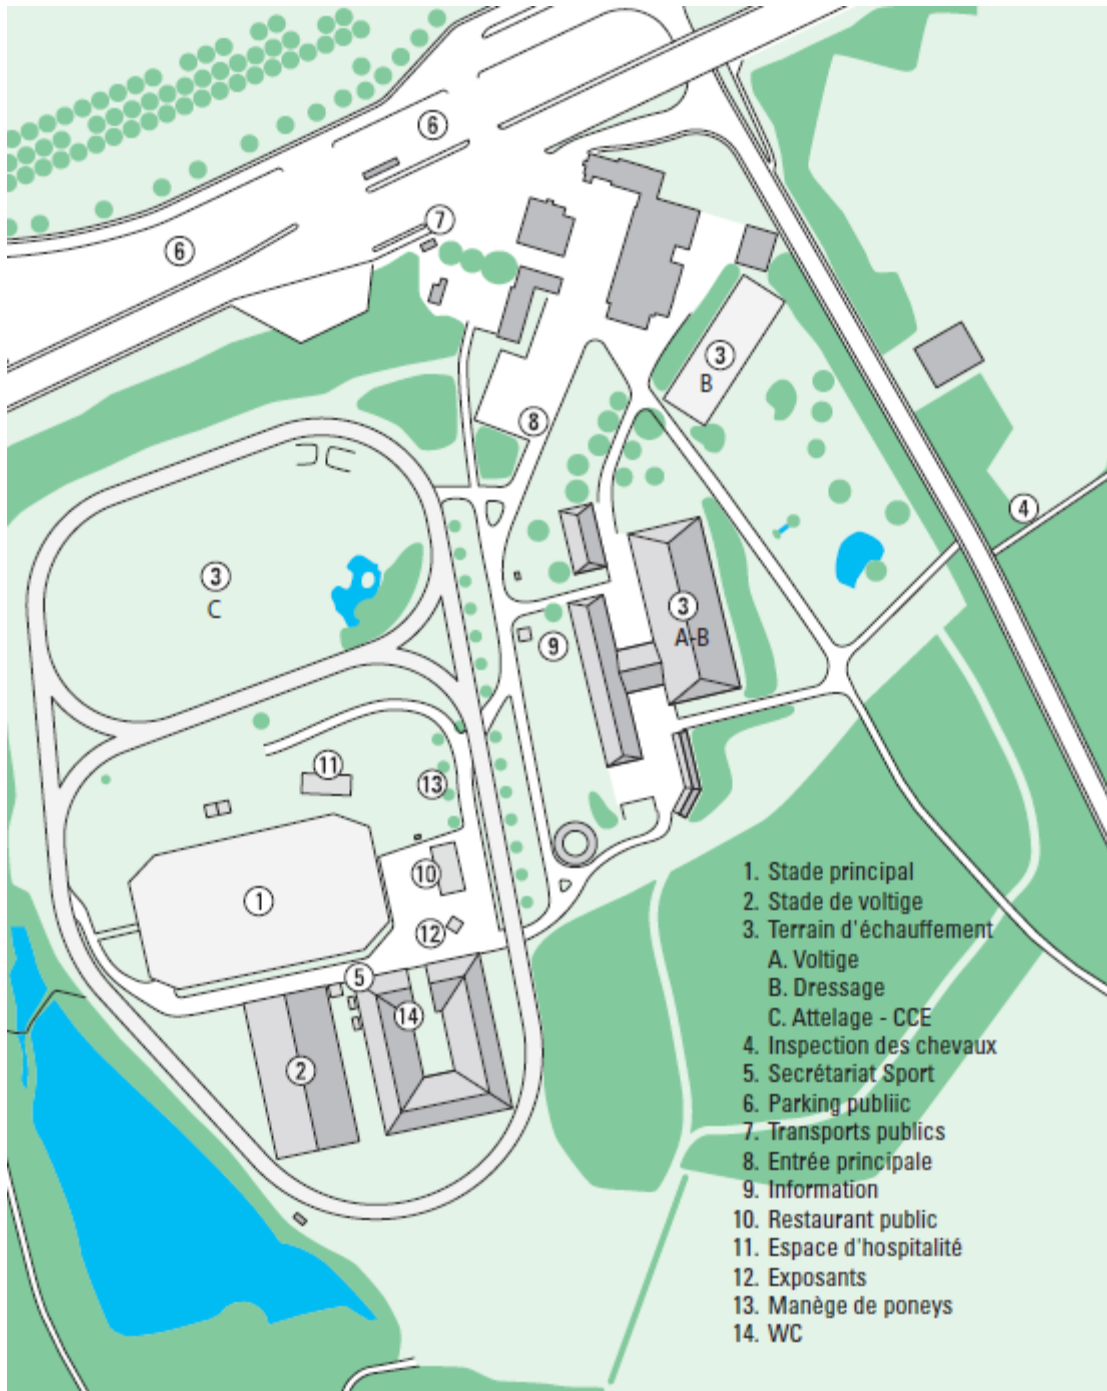 6
7
6
3
B
8
4
3
C
3
A-B
9
11
13
10
1
12
5
14
2
1. Stade principal
2. Stade de voltige
3. Terrain d'échauffement
A. Voltige
B. Dressage
C. Attelage - CCE
4. Inspection des chevaux
5. Secrétariat Sport
6. Parking publiic
7. Transports publics
8. Entrée principale
9. Information
10. Restaurant public
11. Espace d'hospitalité
12. Exposants
13. Manège de poneys
14. WC